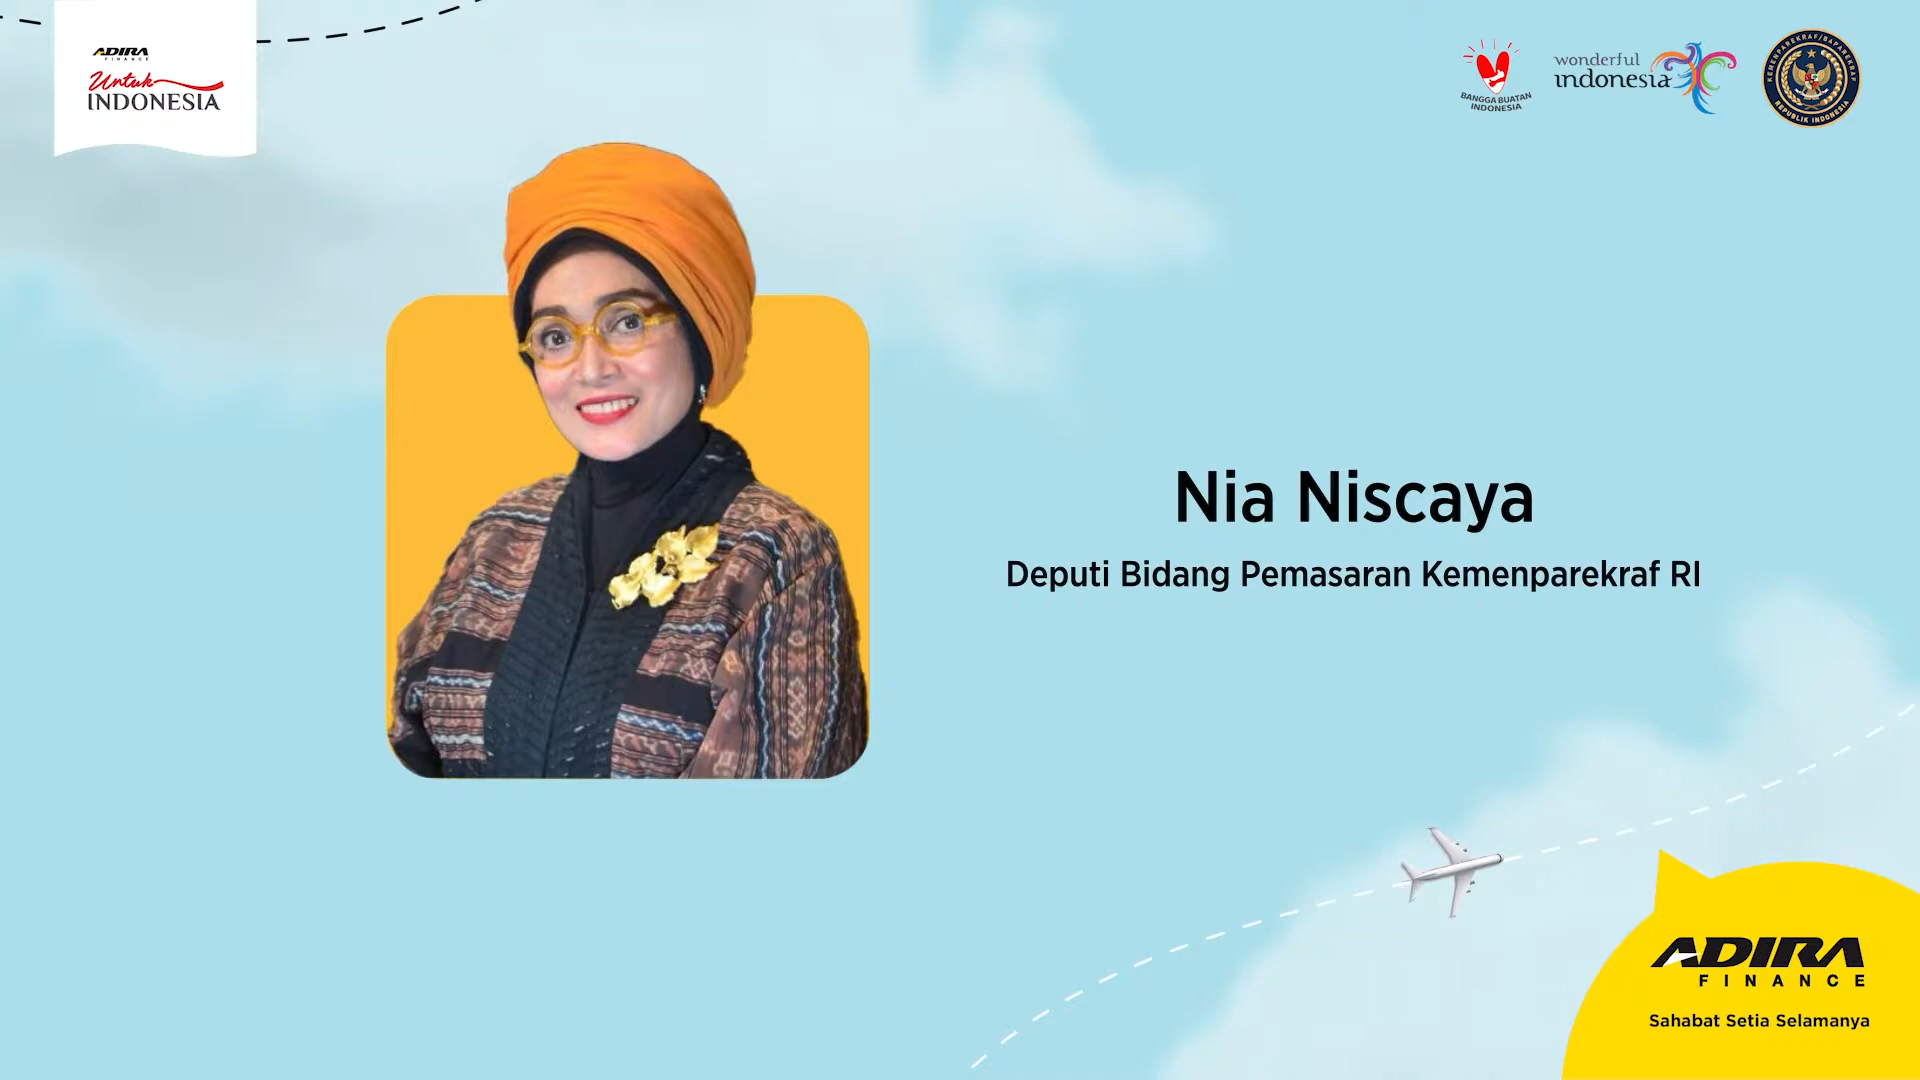 ADIRA
FINANCE
Untuk
INDONESIA
BANGGA BUATAN
INDONESIA
wonderful
indonesia
KEMENPAREKRAF/BAPAREKRAF
REPUBLIK INDONESIA
Nia Niscaya
Deputi Bidang Pemasaran Kemenparekraf RI
ADIRA
FINANCE
Sahabat Setia Selamanya